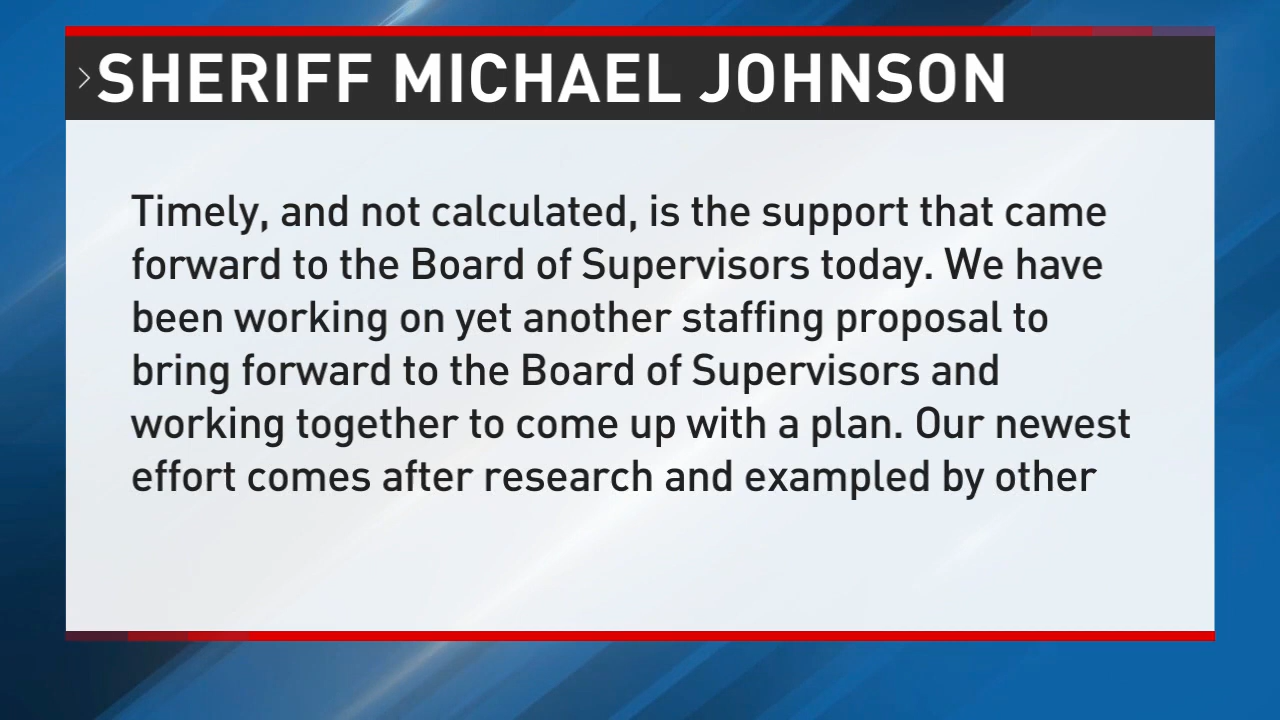 SHERIFF MICHAEL JOHNSON
Timely, and not calculated, is the support that came
forward to the Board of Supervisors today. We have
been working on yet another staffing proposal to
bring forward to the Board of Supervisors and
working together to come up with a plan. Our newest
effort comes after research and exampled by other